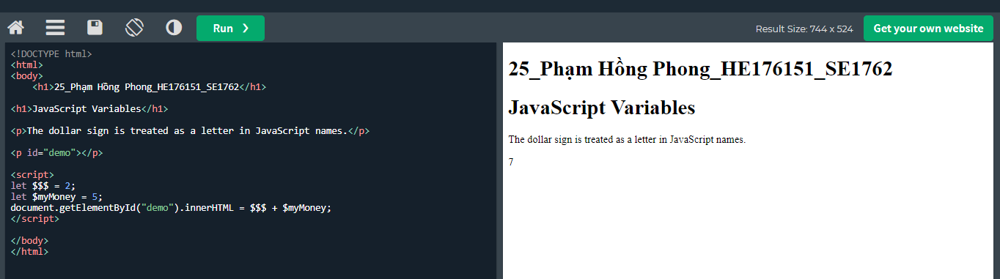 Run ❯
Result Size: 744 x 524
Get your own website
<!DOCTYPE html>
<html>
<body>
    <h1>25_Phạm Hồng Phong_HE176151_SE1762</h1>

<h1>JavaScript Variables</h1>

<p>The dollar sign is treated as a letter in JavaScript names.</p>

<p id="demo"></p>

<script>
let $$$ = 2;
let $myMoney = 5;
document.getElementById("demo").innerHTML = $$$ + $myMoney;
</script>

</body>
</html>
25_Phạm Hồng Phong_HE176151_SE1762
JavaScript Variables
The dollar sign is treated as a letter in JavaScript names.
7